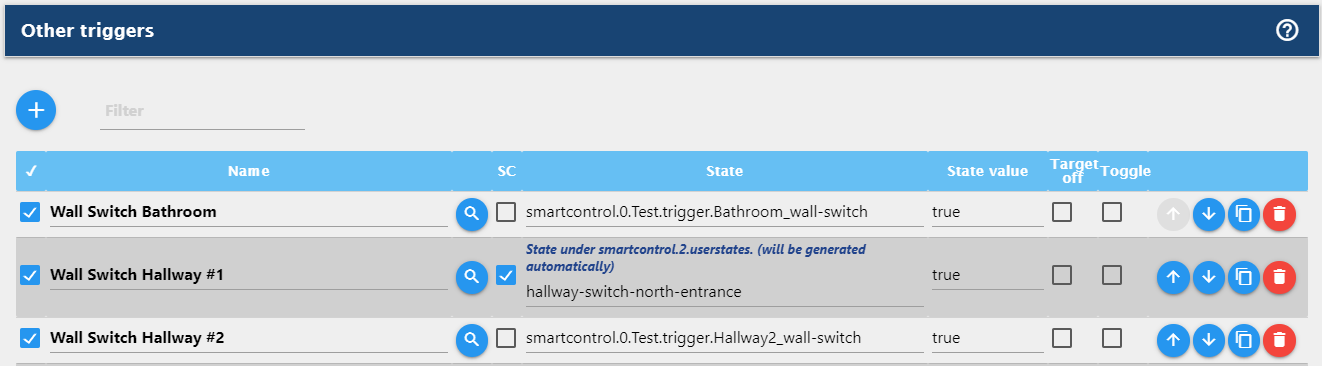 Other triggers
Filter
Name SC State State value Target off Toggle
Wall Switch Bathroom smartcontrol.0.Test.trigger.Bathroom_wall-switch true
State under smartcontrol.2.userstates. (will be generated
automatically)
Wall Switch Hallway #1 hallway-switch-north-entrance true
Wall Switch Hallway #2 smartcontrol.0.Test.trigger.Hallway2_wall-switch true